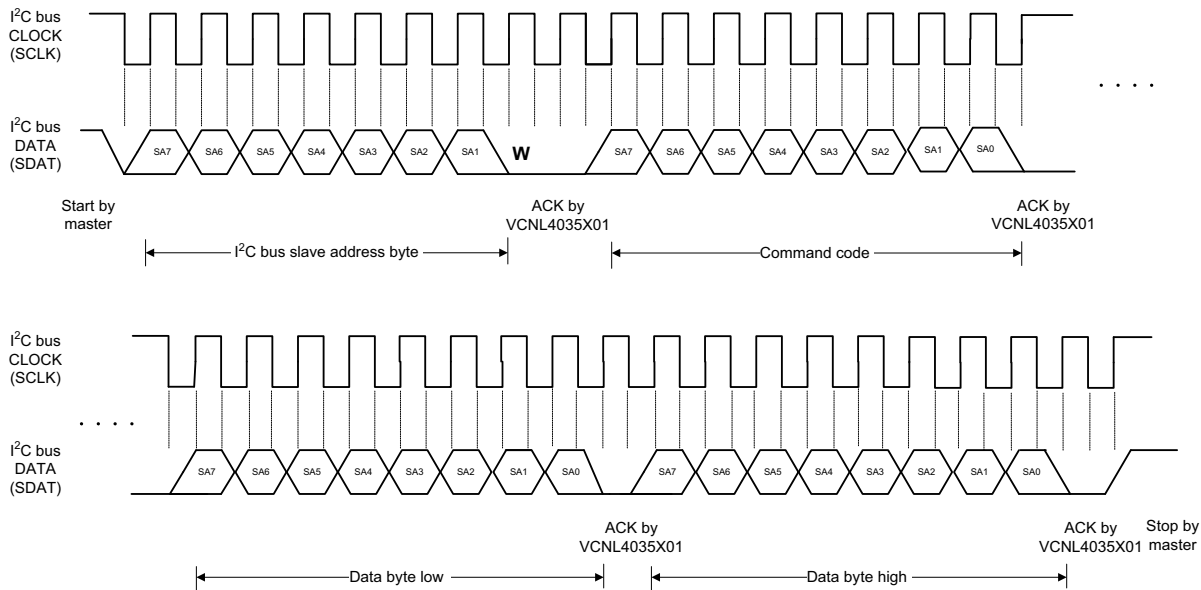 I²C bus
CLOCK
(SCLK)
. . . .
I²C bus
DATA
(SDAT)
SA7 SA6 SA5 SA4 SA3 SA2 SA1 W SA7 SA6 SA5 SA4 SA3 SA2 SA1 SA0
Start by
master
ACK by
VCNL4035X01
ACK by
VCNL4035X01
I²C bus slave address byte
Command code
I²C bus
CLOCK
(SCLK)
. . . .
I²C bus
DATA
(SDAT)
SA7 SA6 SA5 SA4 SA3 SA2 SA1 SA0 SA7 SA6 SA5 SA4 SA3 SA2 SA1 SA0
ACK by
VCNL4035X01
ACK by
VCNL4035X01
Stop by
master
Data byte low
Data byte high